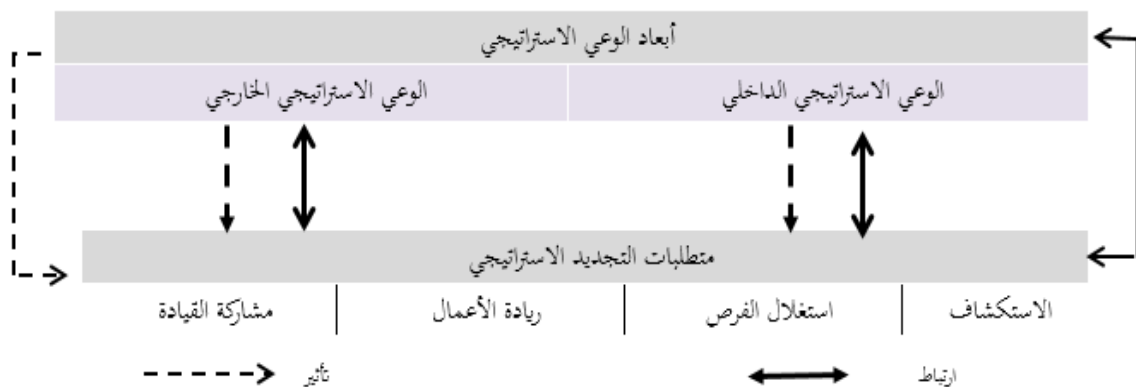 أبعاد الوعي الاستراتيجي
الوعي الاستراتيجي الداخلي
الوعي الاستراتيجي الخارجي
متطلبات التجديد الاستراتيجي
الاستكشاف
استغلال الفرص
ريادة الأعمال
مشاركة القيادة
ارتباط
تأثير